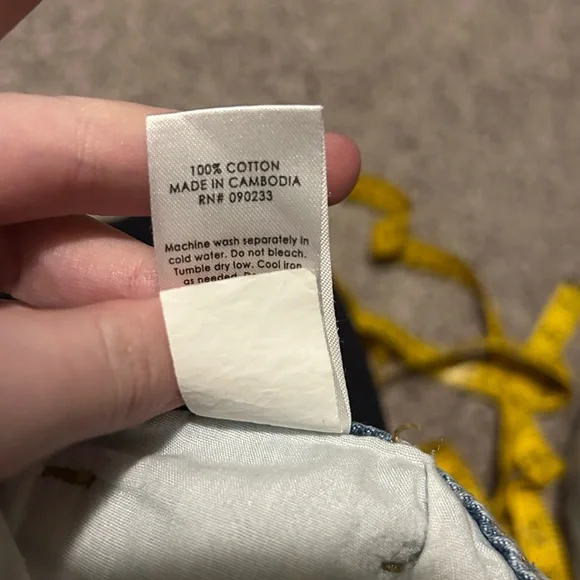 100% COTTON
MADE IN CAMBODIA
RN# 090233
Machine wash separately in
cold water. Do not bleach.
Tumble dry low. Cool iron
as needed.